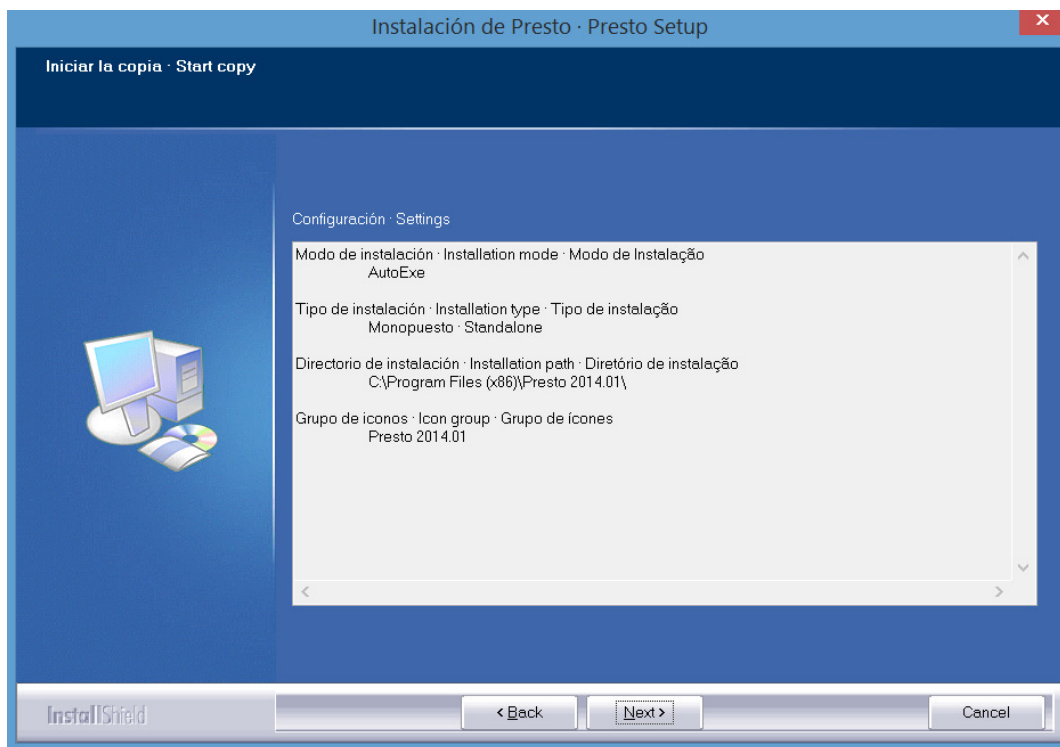 Instalación de Presto · Presto Setup
Iniciar la copia · Start copy
Configuración · Settings
Modo de instalación · Installation mode · Modo de Instalação
AutoExe
Tipo de instalación · Installation type · Tipo de instalação
Monopuesto · Standalone
Directorio de instalación · Installation path · Diretório de instalação
C:\Program Files (x86)\Presto 2014.01\
Grupo de iconos · Icon group · Grupo de ícones
Presto 2014.01
InstallShield
< Back
Next >
Cancel